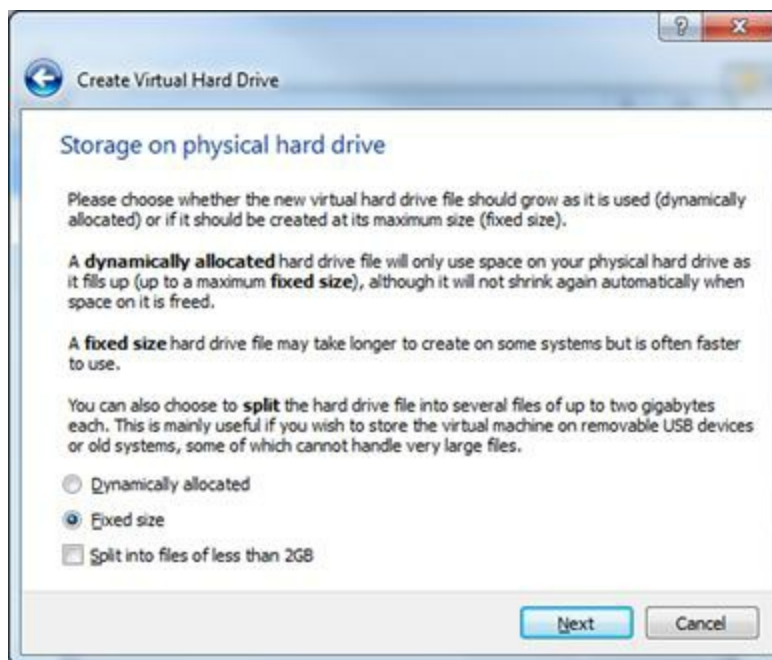 Create Virtual Hard Drive
Storage on physical hard drive
Please choose whether the new virtual hard drive file should grow as it is used (dynamically
allocated) or if it should be created at its maximum size (fixed size).
A dynamically allocated hard drive file will only use space on your physical hard drive as
it fills up (up to a maximum fixed size), although it will not shrink again automatically when
space on it is freed.
A fixed size hard drive file may take longer to create on some systems but is often faster
to use.
You can also choose to split the hard drive file into several files of up to two gigabytes
each. This is mainly useful if you wish to store the virtual machine on removable USB devices
or old systems, some of which cannot handle very large files.
Dynamically allocated
Fixed size
Split into files of less than 2GB
Next Cancel